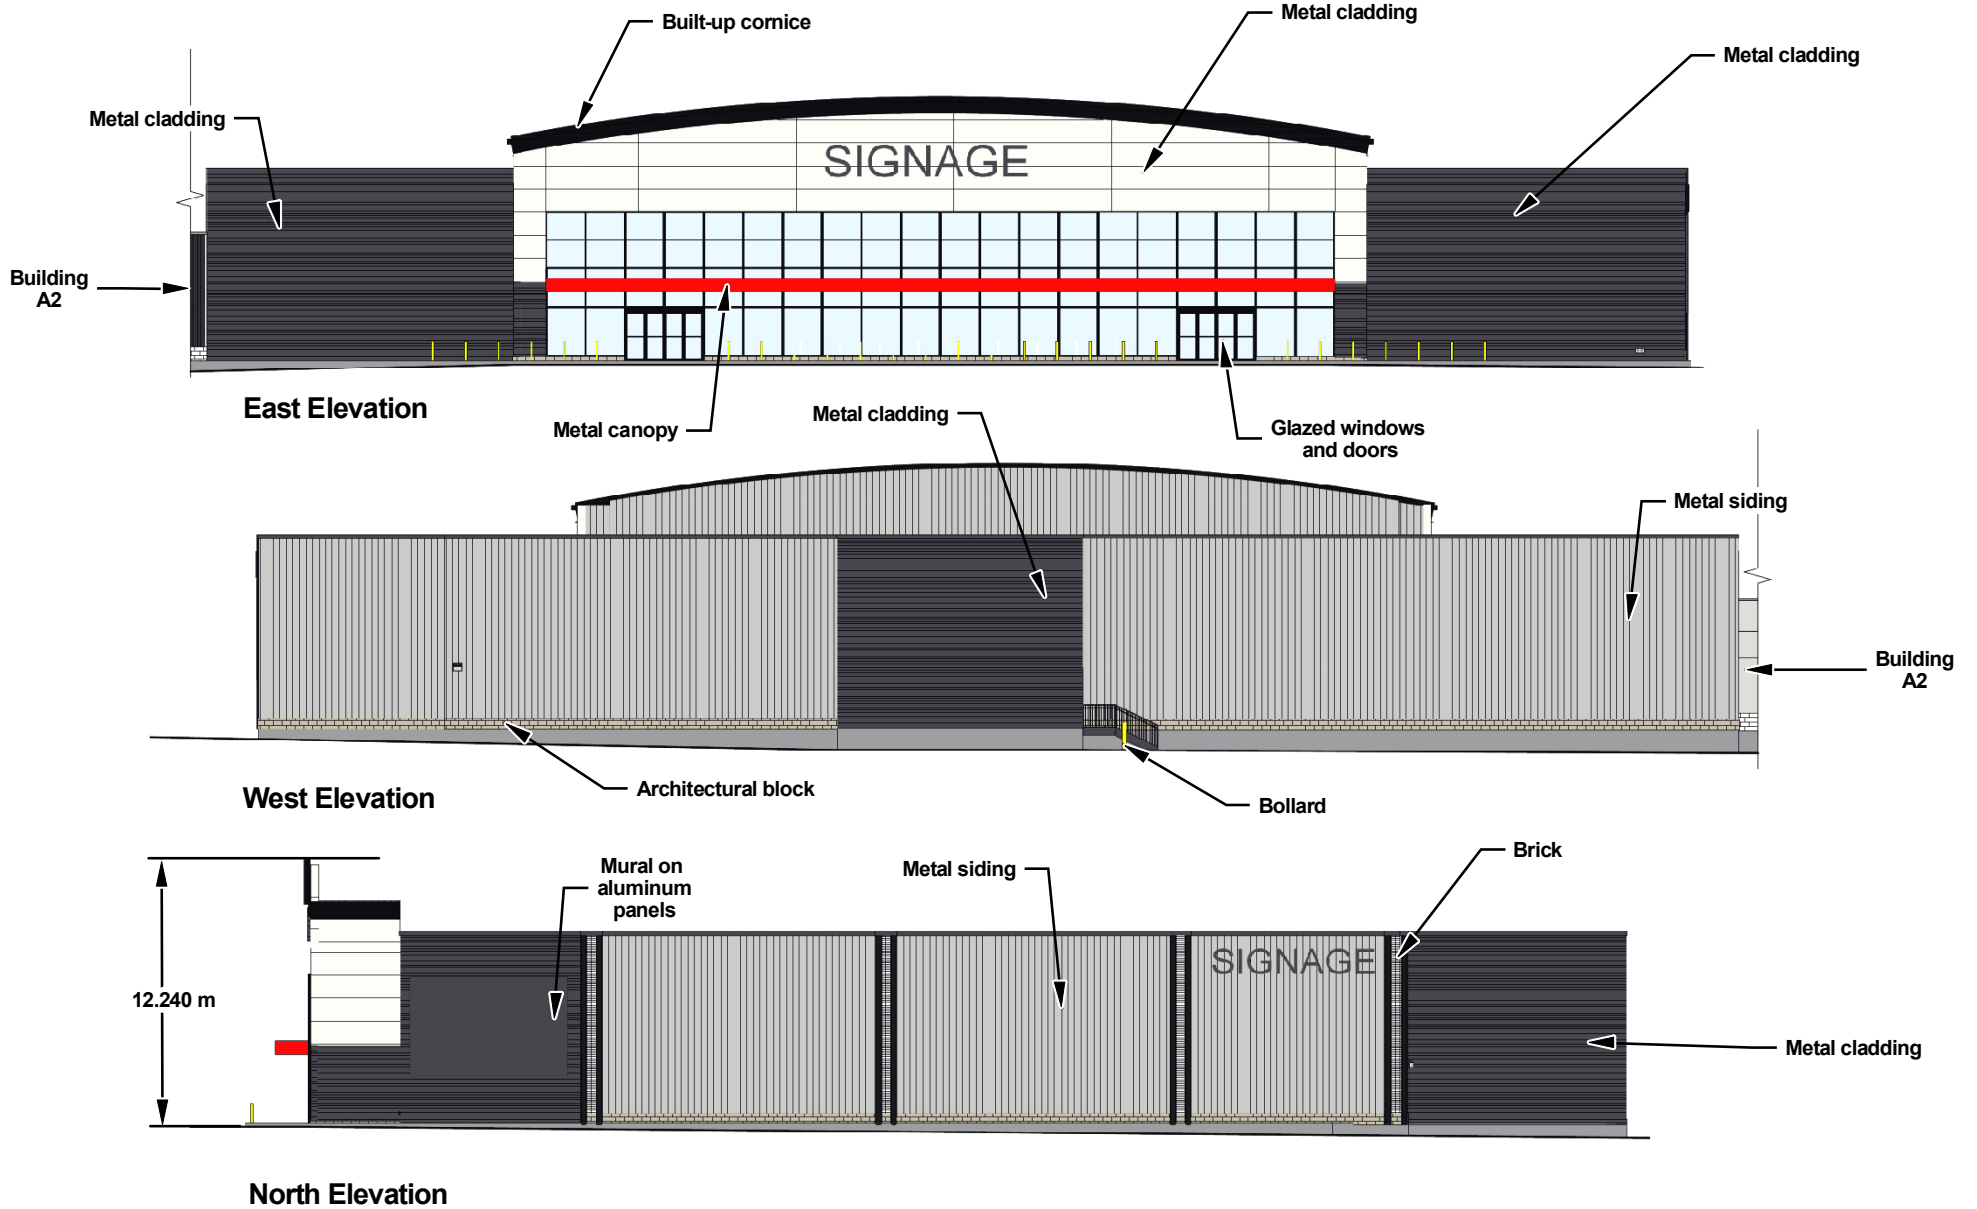 Built-up cornice
Metal cladding
Metal cladding
Metal cladding
SIGNAGE
Building
A2
East Elevation
Metal canopy
Metal cladding
Glazed windows
and doors
Metal siding
Building
A2
West Elevation
Architectural block
Bollard
Mural on
aluminum
panels
Metal siding
Brick
SIGNAGE
12.240 m
Metal cladding
North Elevation